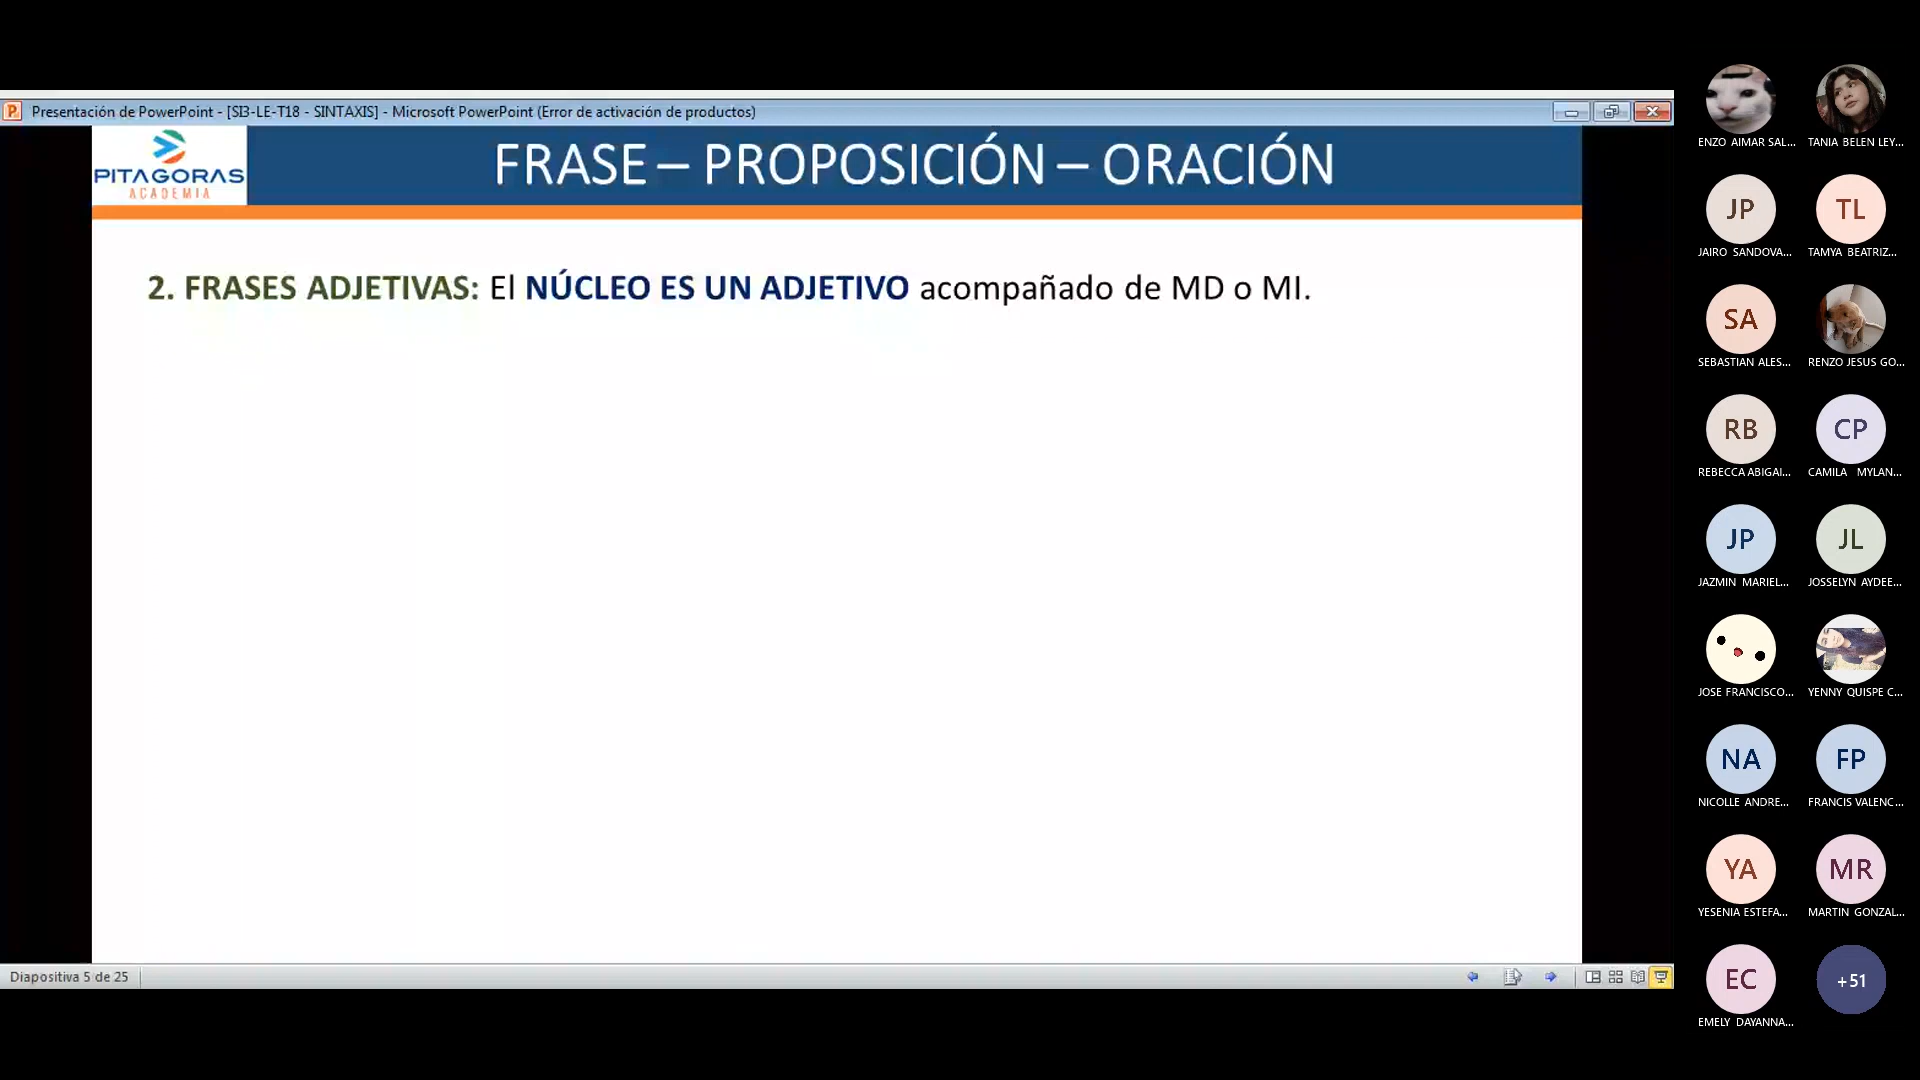 Presentación de PowerPoint - [SI3-LE-T18 - SINTAXIS] - Microsoft PowerPoint (Error de activación de productos)
PITAGORAS
ACADEMIA
FRASE – PROPOSICIÓN – ORACIÓN
2. FRASES ADJETIVAS: El NÚCLEO ES UN ADJETIVO acompañado de MD o MI.
Diapositiva 5 de 25
ENZO AIMAR SAL...
TANIA BELEN LEY...
JP
TL
JAIRO SANDOVA...
TAMYA BEATRIZ...
SA
SEBASTIAN ALES...
RENZO JESUS GO...
RB
CP
REBECCA ABIGAI...
CAMILA MYLAN...
JP
JL
JAZMIN MARIEL...
JOSSELYN AYDEE...
JOSE FRANCISCO...
YENNY QUISPE C...
NA
FP
NICOLLE ANDRE...
FRANCIS VALENC...
YA
MR
YESENIA ESTEFA...
MARTIN GONZAL...
EC
+51
EMELY DAYANNA...